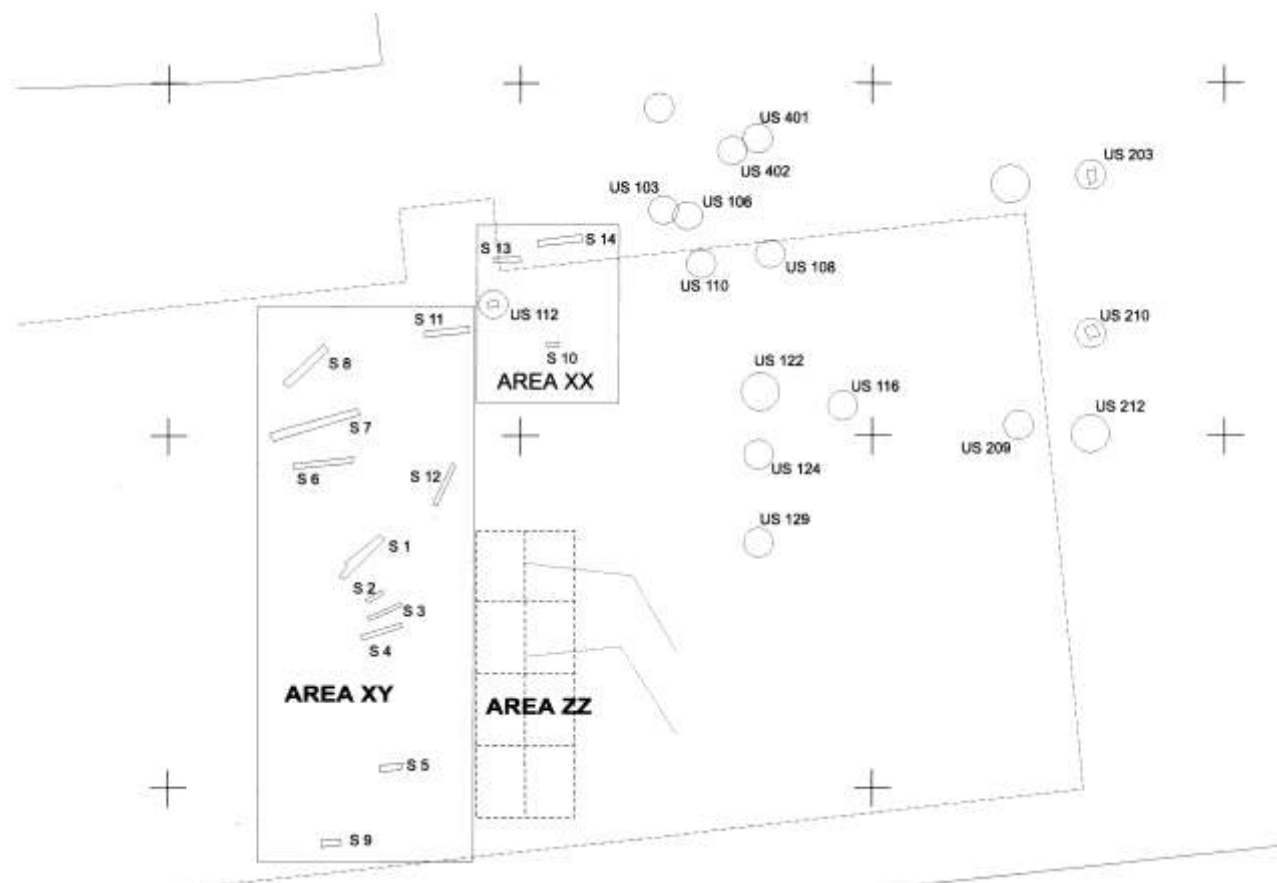 US 401
US 402
US 203
US 103
US 106
S 14
S 13
US 108
US 110
US 112
S 11
US 210
S 10
S 8
AREA XX
US 122
US 116
US 212
S 7
US 209
S 6
S 12
US 124
US 129
S 1
S 2
S 3
S 4
AREA XY
AREA ZZ
S 5
S 9